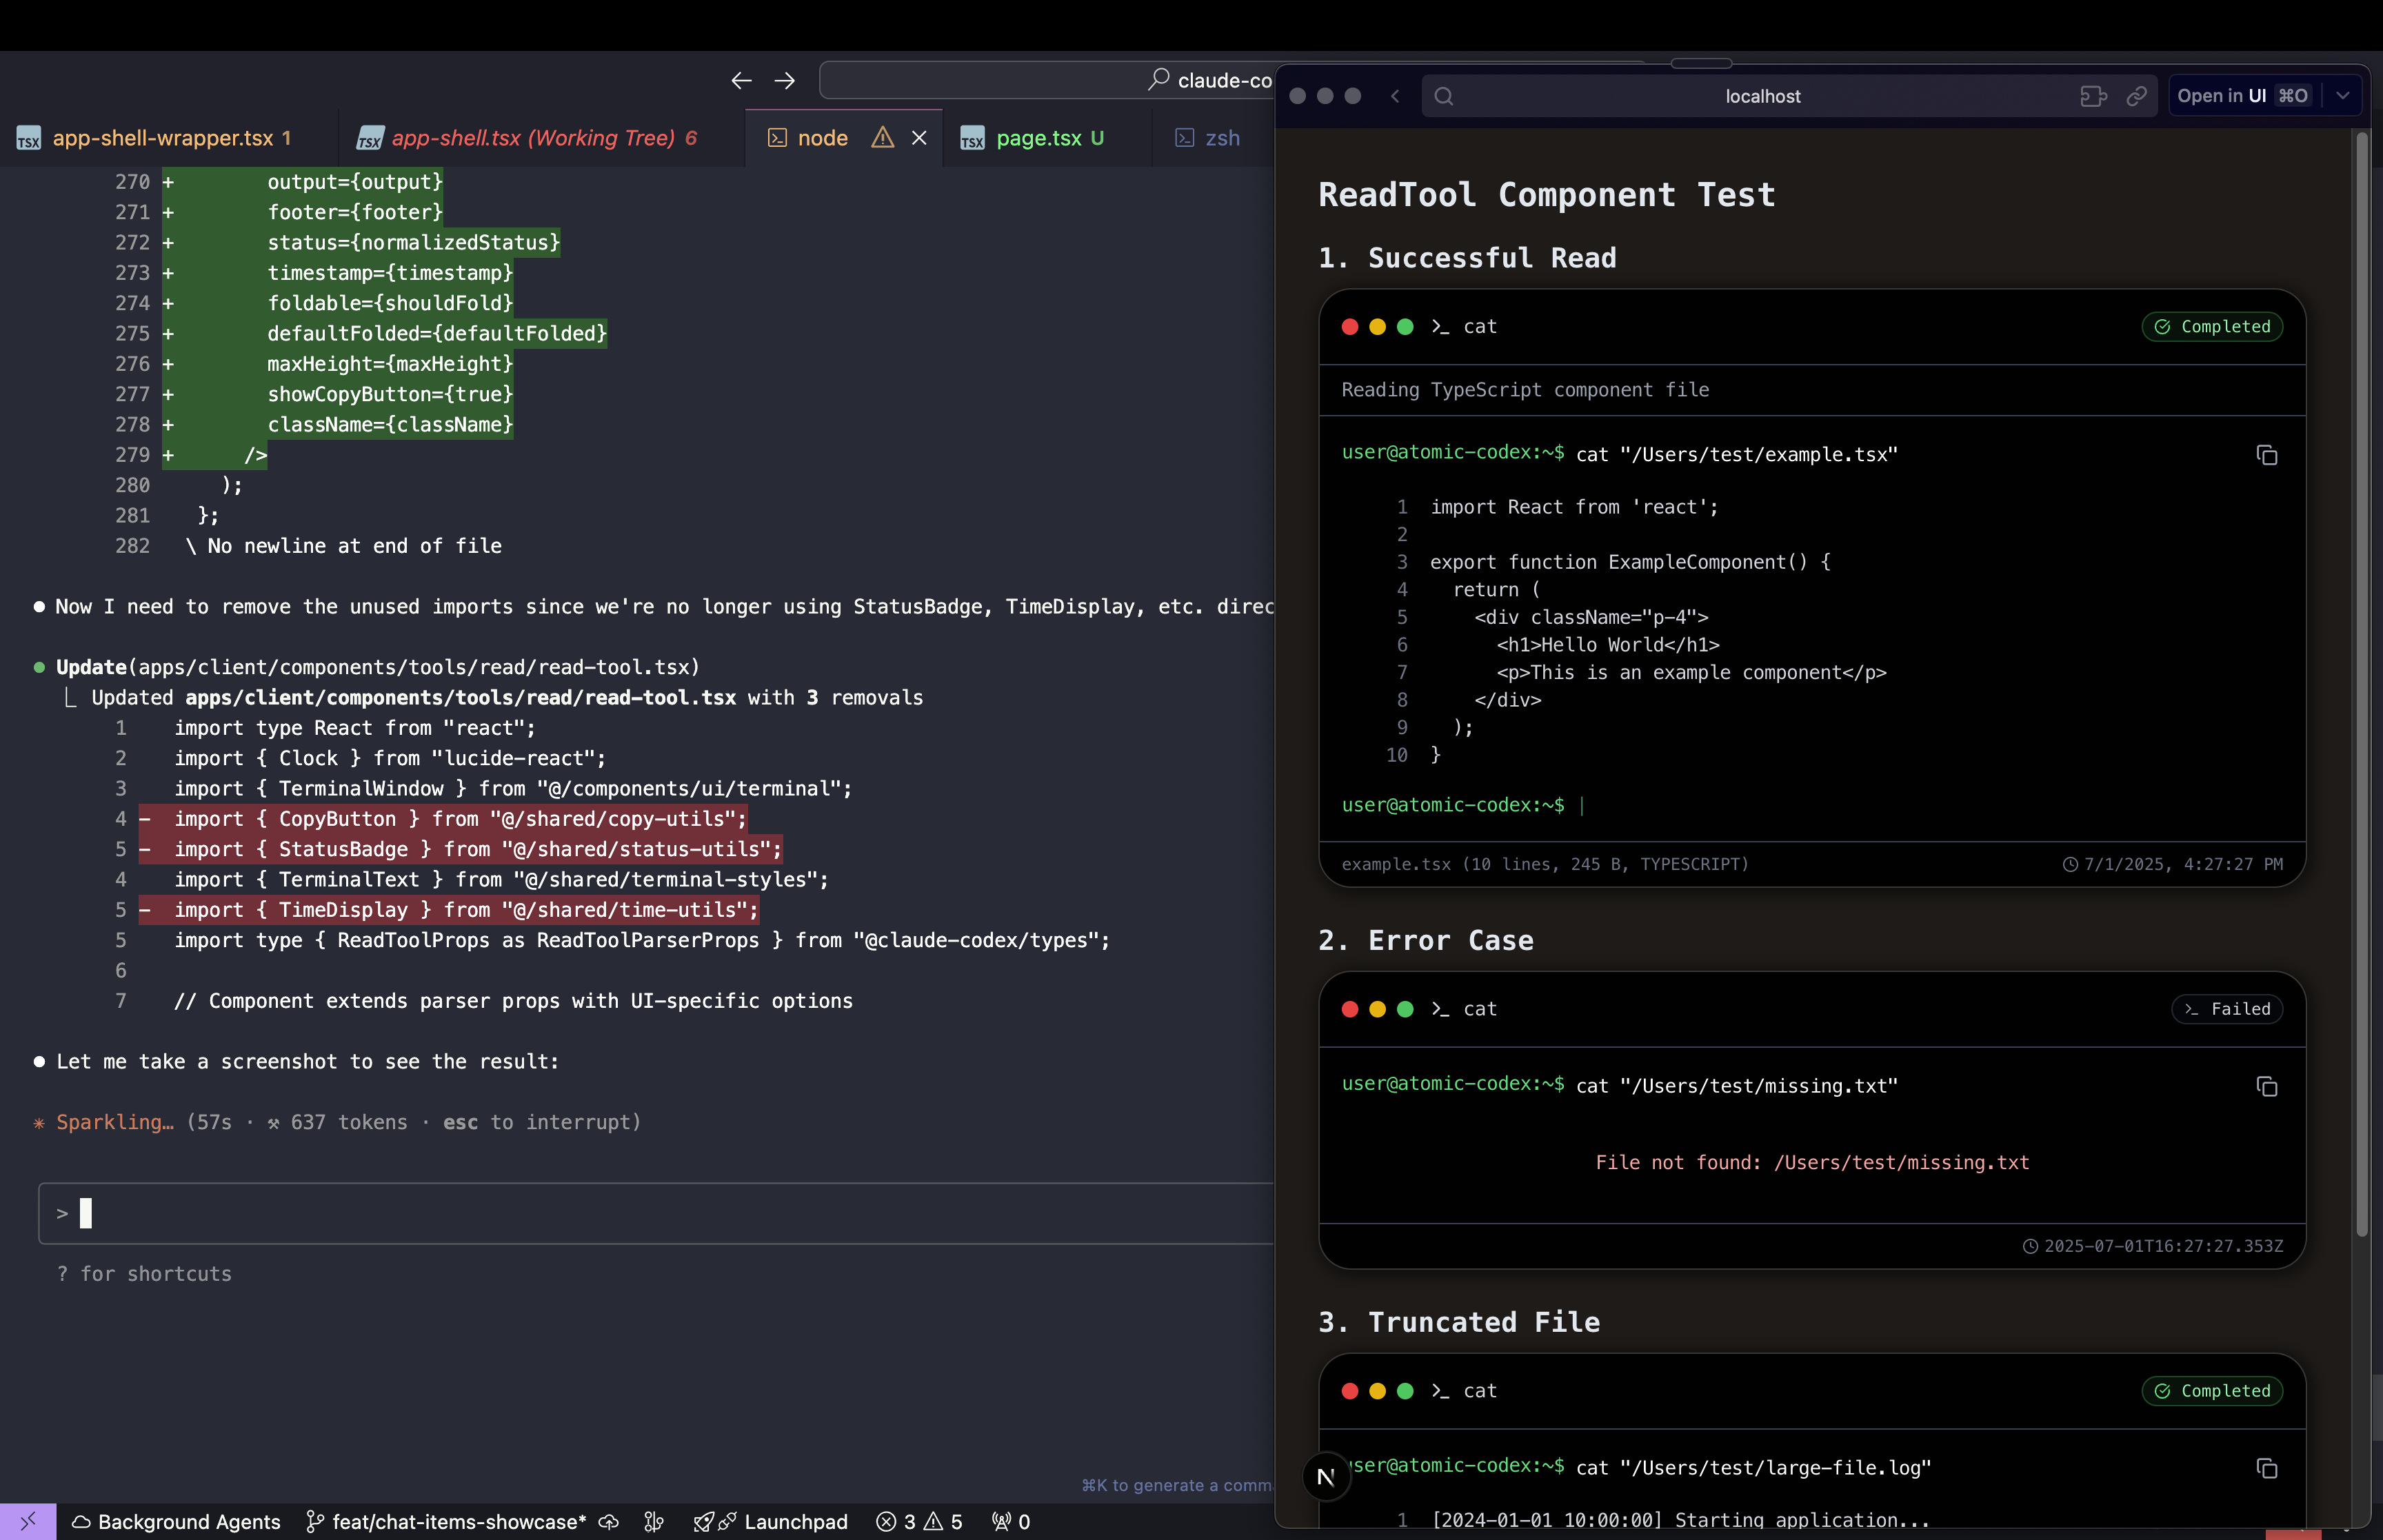 claude-co
app-shell-wrapper.tsx 1
app-shell.tsx (Working Tree) 6
node
page.tsx U
zsh
270 + output={output}
271 + footer={footer}
272 + status={normalizedStatus}
273 + timestamp={timestamp}
274 + foldable={shouldFold}
275 + defaultFolded={defaultFolded}
276 + maxHeight={maxHeight}
277 + showCopyButton={true}
278 + className={className}
279 + />
280 );
281 };
282 \ No newline at end of file
Now I need to remove the unused imports since we're no longer using StatusBadge, TimeDisplay, etc. direc
Update(apps/client/components/tools/read/read-tool.tsx)
Updated apps/client/components/tools/read/read-tool.tsx with 3 removals
1 import type React from "react";
2 import { Clock } from "lucide-react";
3 import { TerminalWindow } from "@/components/ui/terminal";
4 - import { CopyButton } from "@/shared/copy-utils";
5 - import { StatusBadge } from "@/shared/status-utils";
4 import { TerminalText } from "@/shared/terminal-styles";
5 - import { TimeDisplay } from "@/shared/time-utils";
5 import type { ReadToolProps as ReadToolParserProps } from "@claude-codex/types";
6
7 // Component extends parser props with UI-specific options
Let me take a screenshot to see the result:
Sparkling… (57s · ⚒ 637 tokens · esc to interrupt)
>
? for shortcuts
⌘K to generate a comm
Background Agents
feat/chat-items-showcase*
Launchpad
3
5
0
localhost
Open in UI ⌘O
ReadTool Component Test
1. Successful Read
cat
Completed
Reading TypeScript component file
user@atomic-codex:~$ cat "/Users/test/example.tsx"
1 import React from 'react';
2
3 export function ExampleComponent() {
4 return (
5 <div className="p-4">
6 <h1>Hello World</h1>
7 <p>This is an example component</p>
8 </div>
9 );
10 }
user@atomic-codex:~$
example.tsx (10 lines, 245 B, TYPESCRIPT)
7/1/2025, 4:27:27 PM
2. Error Case
cat
Failed
user@atomic-codex:~$ cat "/Users/test/missing.txt"
File not found: /Users/test/missing.txt
2025-07-01T16:27:27.353Z
3. Truncated File
cat
Completed
N
user@atomic-codex:~$ cat "/Users/test/large-file.log"
1 [2024-01-01 10:00:00] Starting application...